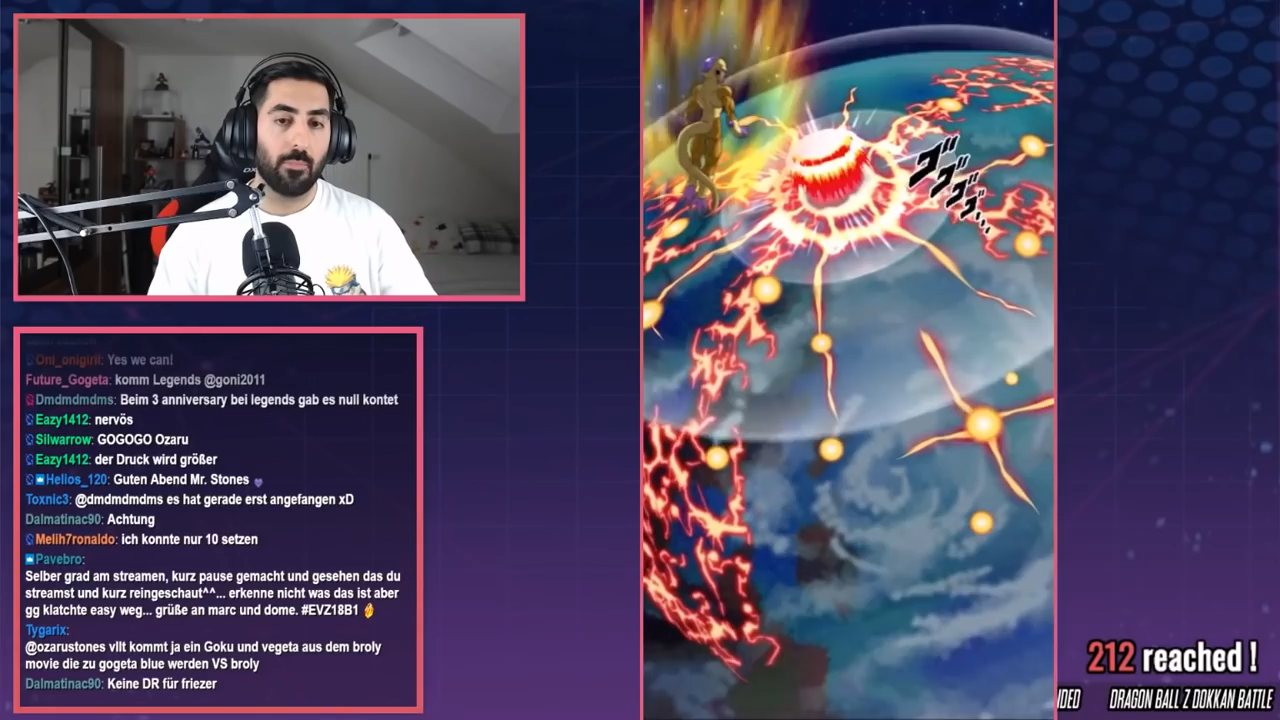 Oni_onigiril: Yes we can!
Future_Gogeta: komm Legends @goni2011
Dmdmdmdms: Beim 3 anniversary bei legends gab es null kontet
Eazy1412: nervös
Silwarrow: GOGOGO Ozaru
Eazy1412: der Druck wird größer
Helios_120: Guten Abend Mr. Stones
Toxnic3: @dmdmdmdms es hat gerade erst angefangen xD
Dalmatinac90: Achtung
Melih7ronaldo: ich konnte nur 10 setzen
Pavebro:
Selber grad am streamen, kurz pause gemacht und gesehen das du
streamst und kurz reingeschaut^^... erkenne nicht was das ist aber
gg klatchte easy weg... grüße an marc und dome. #EVZ18B1
Tygarix:
@ozarustones vllt kommt ja ein Goku und vegeta aus dem broly
movie die zu gogeta blue werden VS broly
Dalmatinac90: Keine DR für friezer
ゴゴゴゴ...
212 reached !
DED DRAGON BALL Z DOKKAN BATTLE